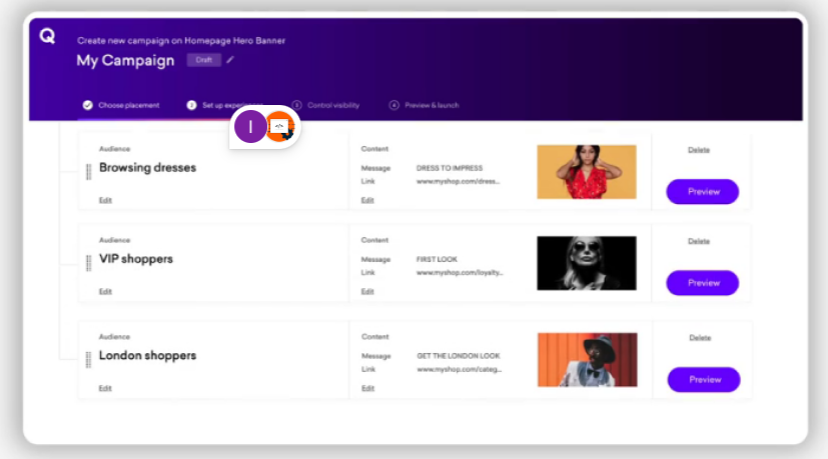 Q
Create new campaign on Homepage Hero Banner
My Campaign Draft
Choose placement 2 Set up 3 Control visibility 4 Preview & launch
I </>
Audience Content Delete
Browsing dresses Message DRESS TO IMPRESS
Link www.myshop.com/dress... Preview
Edit Edit
Audience Content Delete
VIP shoppers Message FIRST LOOK
Link www.myshop.com/loyalty... Preview
Edit Edit
Audience Content Delete
London shoppers Message GET THE LONDON LOOK
Link www.myshop.com/categ... Preview
Edit Edit